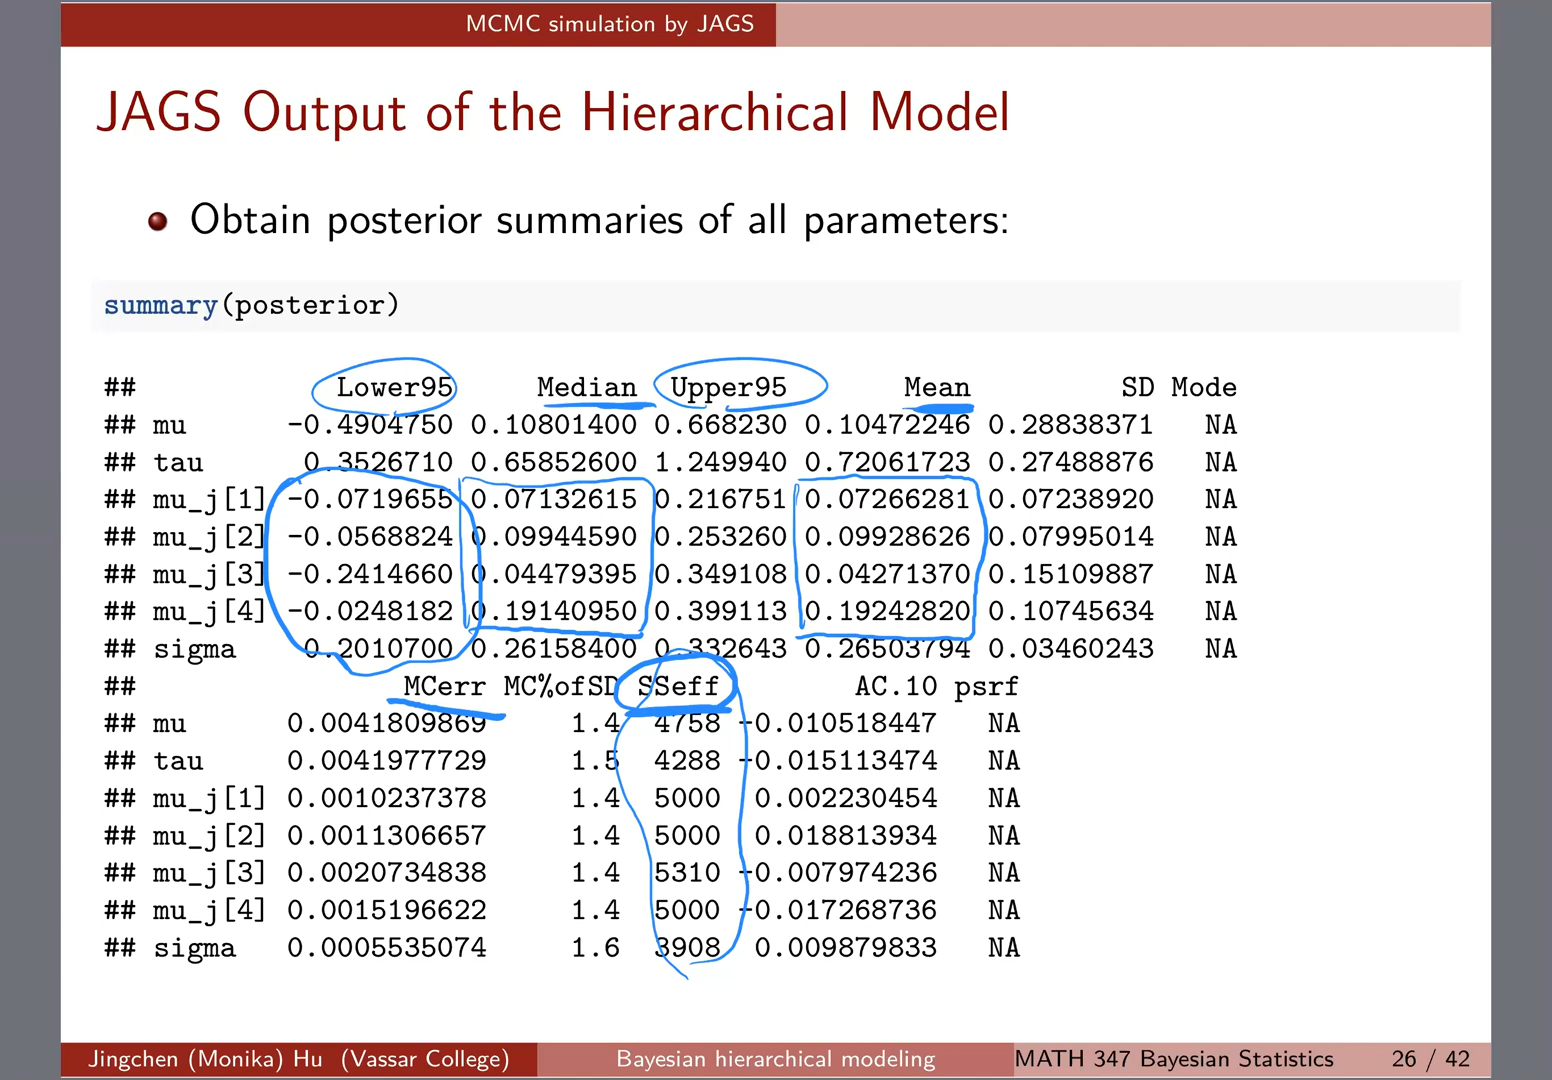 MCMC simulation by JAGS
JAGS Output of the Hierarchical Model
Obtain posterior summaries of all parameters:
summary(posterior)
## Lower95 Median Upper95 Mean SD Mode
## mu -0.4904750 0.10801400 0.668230 0.10472246 0.28838371 NA
## tau 0.3526710 0.65852600 1.249940 0.72061723 0.27488876 NA
## mu_j[1] -0.0719655 0.07132615 0.216751 0.07266281 0.07238920 NA
## mu_j[2] -0.0568824 0.09944590 0.253260 0.09928626 0.07995014 NA
## mu_j[3] -0.2414660 0.04479395 0.349108 0.04271370 0.15109887 NA
## mu_j[4] -0.0248182 0.19140950 0.399113 0.19242820 0.10745634 NA
## sigma 0.2010700 0.26158400 0.332643 0.26503794 0.03460243 NA
## MCerr MC%ofSD SSeff AC.10 psrf
## mu 0.0041809869 1.4 4758 -0.010518447 NA
## tau 0.0041977729 1.5 4288 -0.015113474 NA
## mu_j[1] 0.0010237378 1.4 5000 0.002230454 NA
## mu_j[2] 0.0011306657 1.4 5000 0.018813934 NA
## mu_j[3] 0.0020734838 1.4 5310 -0.007974236 NA
## mu_j[4] 0.0015196622 1.4 5000 -0.017268736 NA
## sigma 0.0005535074 1.6 3908 0.009879833 NA
Jingchen (Monika) Hu (Vassar College) Bayesian hierarchical modeling MATH 347 Bayesian Statistics 26 / 42